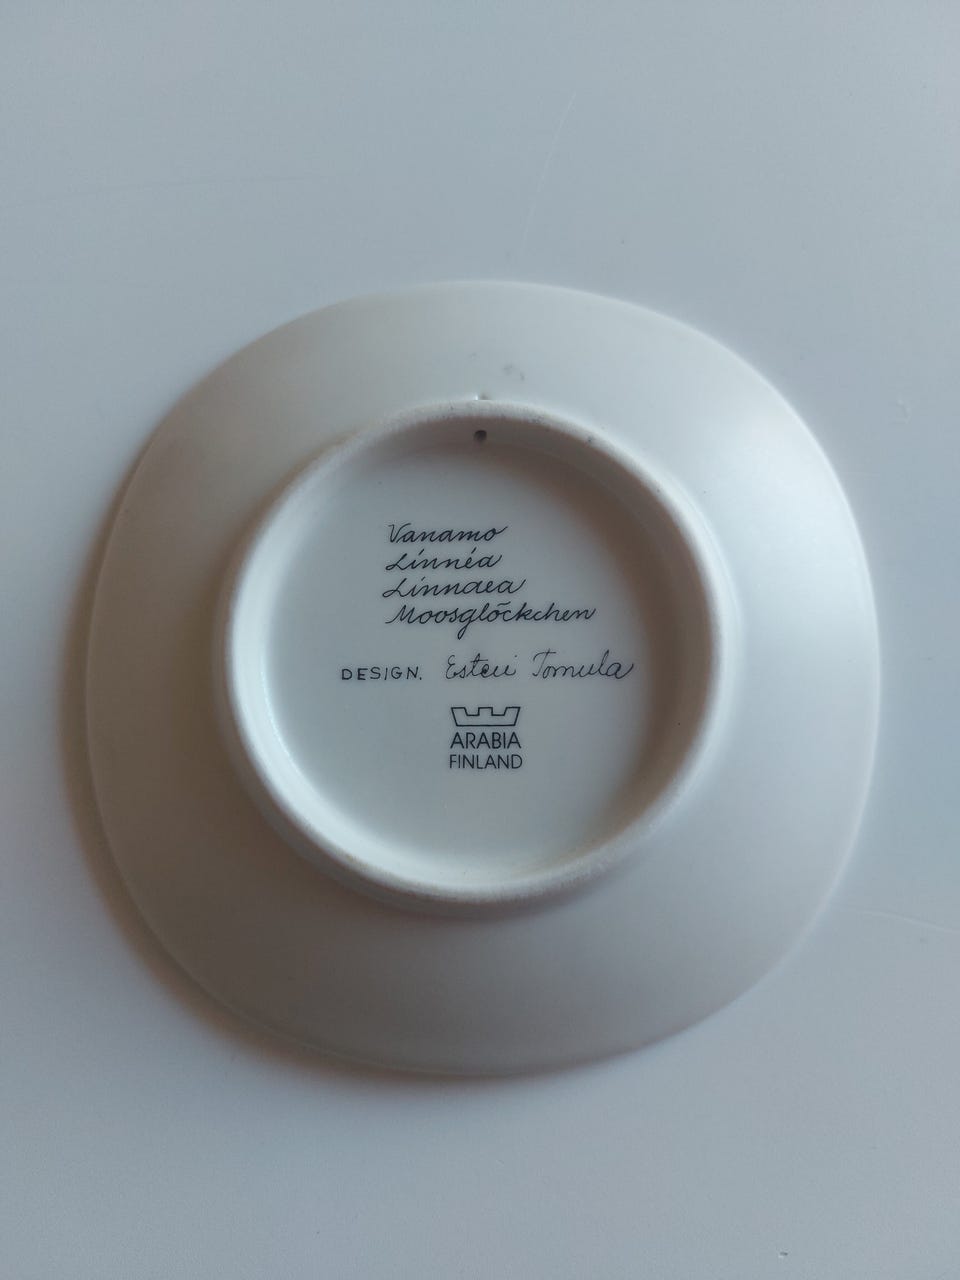 Vanamo
Linnéa
Linnaea
Moosglöckchen
DESIGN. Esteri Tomula
ARABIA
FINLAND